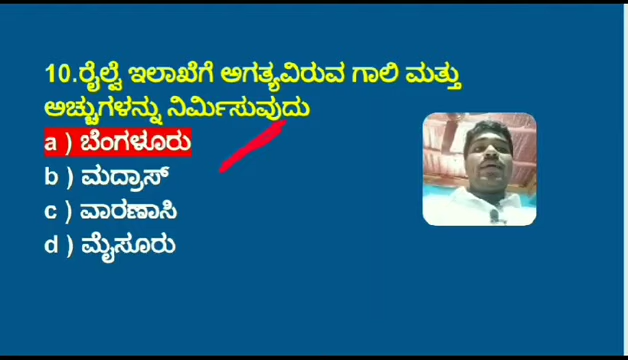 10.ರೈಲ್ವೆ ಇಲಾಖೆಗೆ ಅಗತ್ಯವಿರುವ ಗಾಲಿ ಮತ್ತು
ಅಚ್ಚುಗಳನ್ನು ನಿರ್ಮಿಸುವುದು
a ) ಬೆಂಗಳೂರು
b ) ಮದ್ರಾಸ್
c ) ವಾರಣಾಸಿ
d ) ಮೈಸೂರು